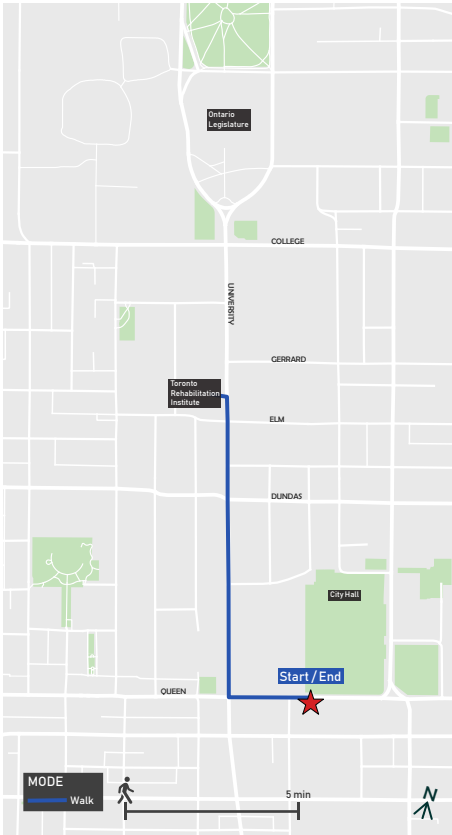 Ontario
Legislature
COLLEGE
UNIVERSITY
GERRARD
Toronto
Rehabilitation
Institute
ELM
DUNDAS
City Hall
Start / End
QUEEN
MODE
Walk
5 min
N